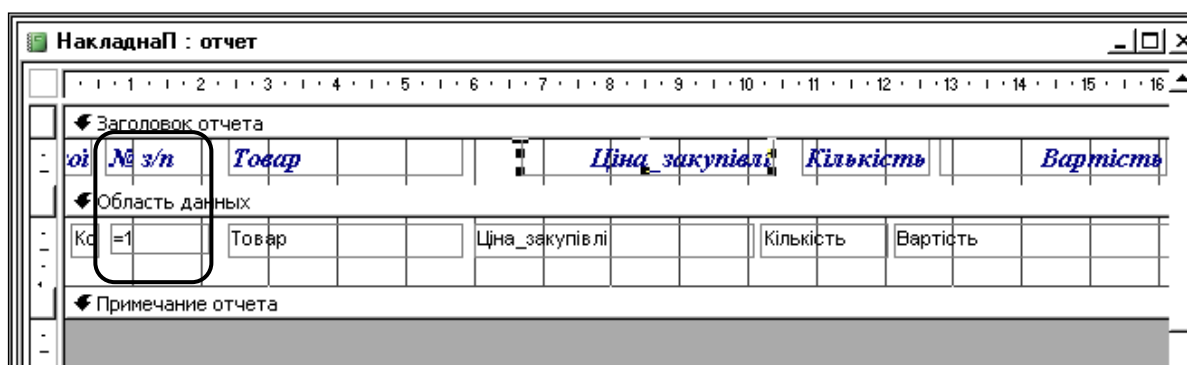 НакладнаП : отчет
1 2 3 4 5 6 7 8 9 10 11 12 13 14 15 16
Заголовок отчета
оі № з/п Товар Ціна_закупівлі Кількість Вартість
Область данных
Ко =1 Товар Ціна_закупівлі Кількість Вартість
Примечание отчета